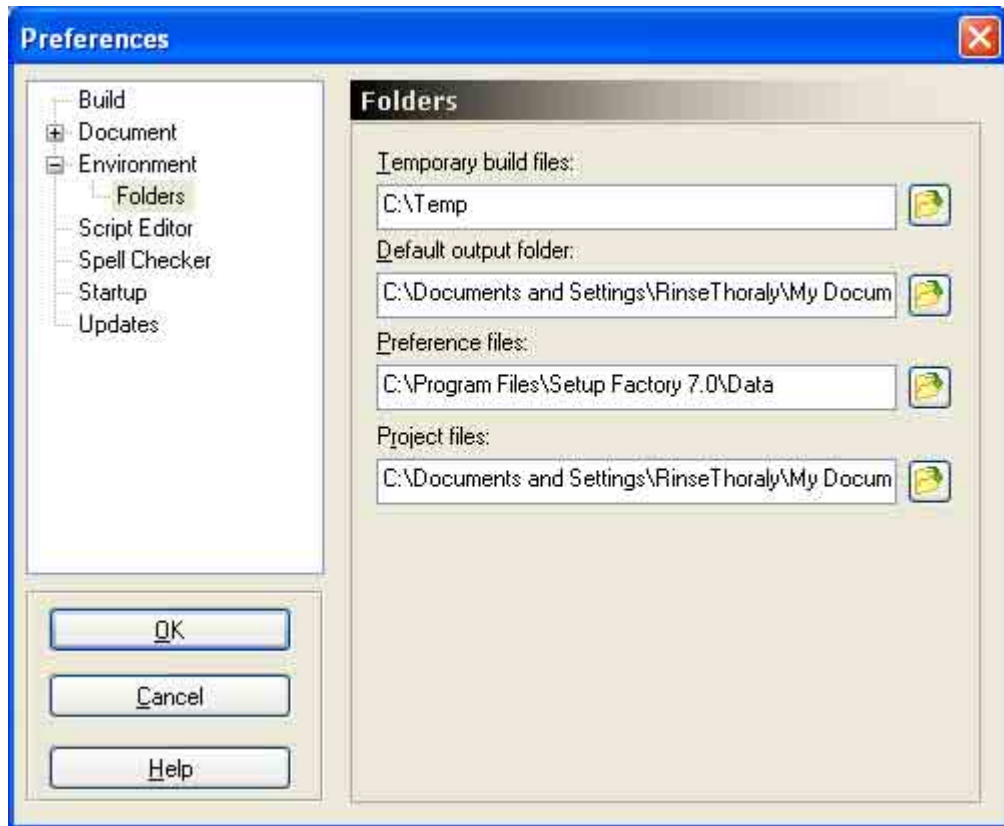 Preferences
Build
Document
Environment
Folders
Script Editor
Spell Checker
Startup
Updates
OK
Cancel
Help
Folders
Temporary build files:
C:\Temp
Default output folder:
C:\Documents and Settings\RinseThoraly\My Docum
Preference files:
C:\Program Files\Setup Factory 7.0\Data
Project files:
C:\Documents and Settings\RinseThoraly\My Docum